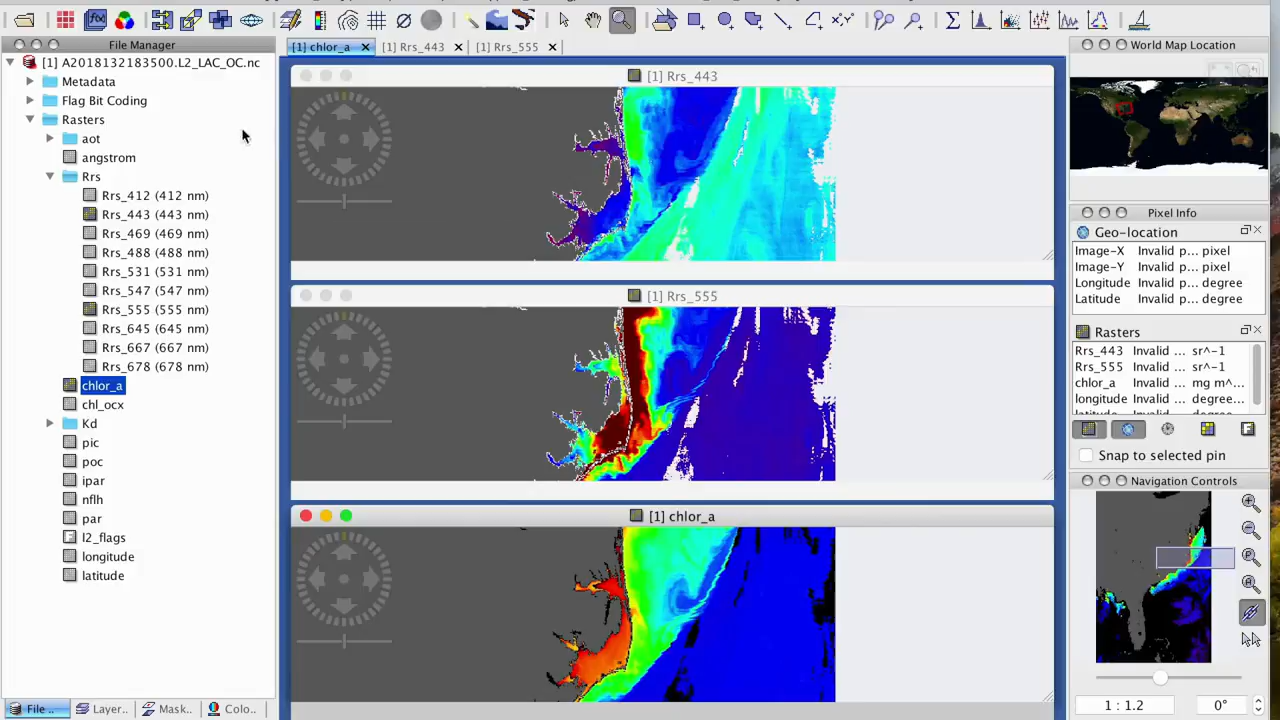 [1] chlor_a
[1] Rrs_443
[1] Rrs_555
File Manager
[1] A2018132183500.L2_LAC_OC.nc
Metadata
Flag Bit Coding
Rasters
aot
angstrom
Rrs
Rrs_412 (412 nm)
Rrs_443 (443 nm)
Rrs_469 (469 nm)
Rrs_488 (488 nm)
Rrs_531 (531 nm)
Rrs_547 (547 nm)
Rrs_555 (555 nm)
Rrs_645 (645 nm)
Rrs_667 (667 nm)
Rrs_678 (678 nm)
chlor_a
chl_ocx
Kd
pic
poc
ipar
nflh
par
l2_flags
longitude
latitude
File ...
Layer...
Mask...
Colo...
[1] Rrs_443
[1] Rrs_555
[1] chlor_a
World Map Location
Pixel Info
Geo-location
Image-X Invalid p... pixel
Image-Y Invalid p... pixel
Longitude Invalid p... degree
Latitude Invalid p... degree
Rasters
Rrs_443 Invalid ... sr^-1
Rrs_555 Invalid ... sr^-1
chlor_a Invalid ... mg m^...
longitude Invalid ... degree...
Snap to selected pin
Navigation Controls
1 : 1.2
0°